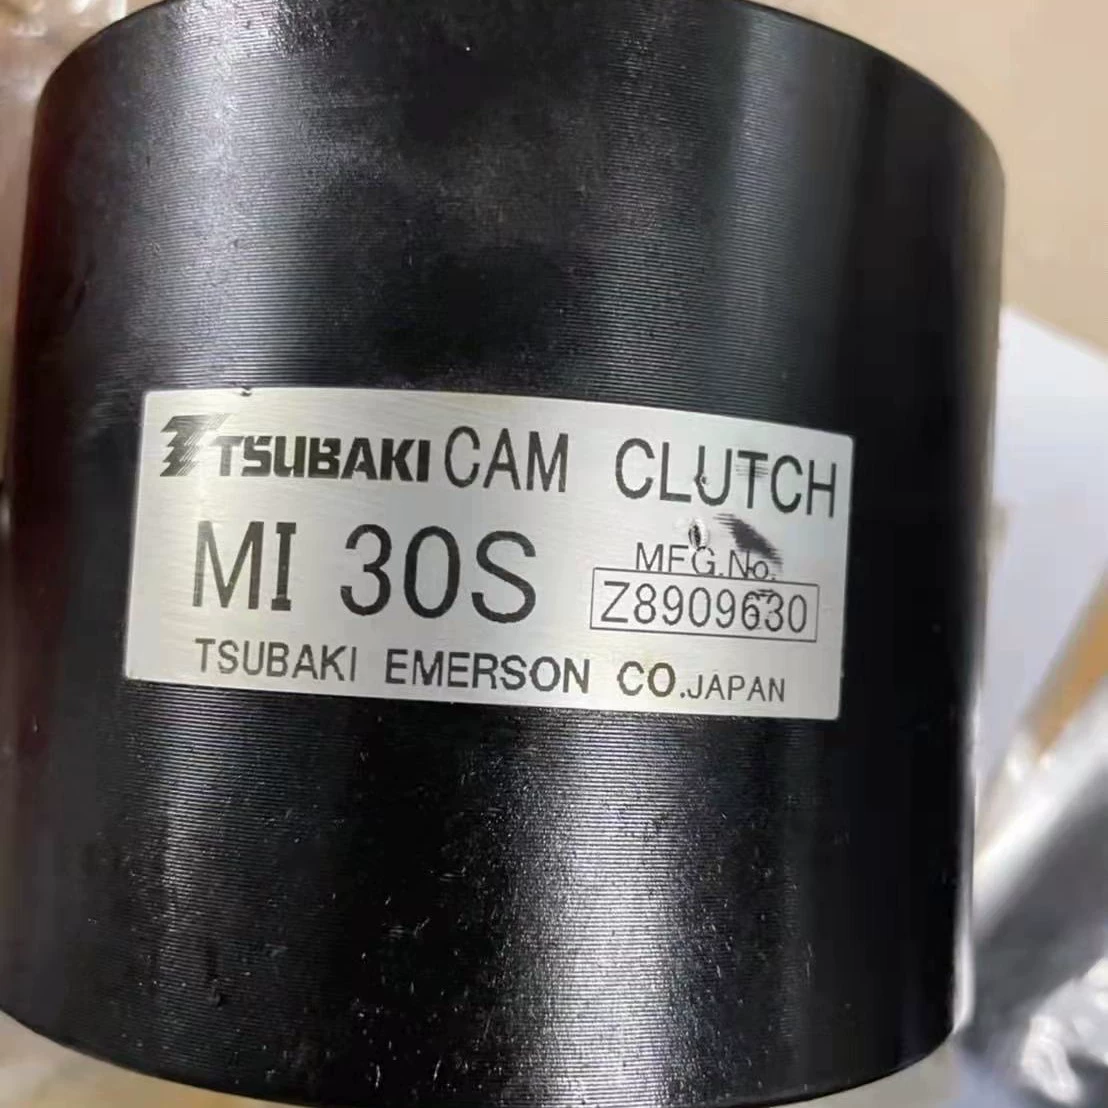 TSUBAKI CAM CLUTCH
MI 30S
MFG.No.
Z8909630
TSUBAKI EMERSON CO.JAPAN